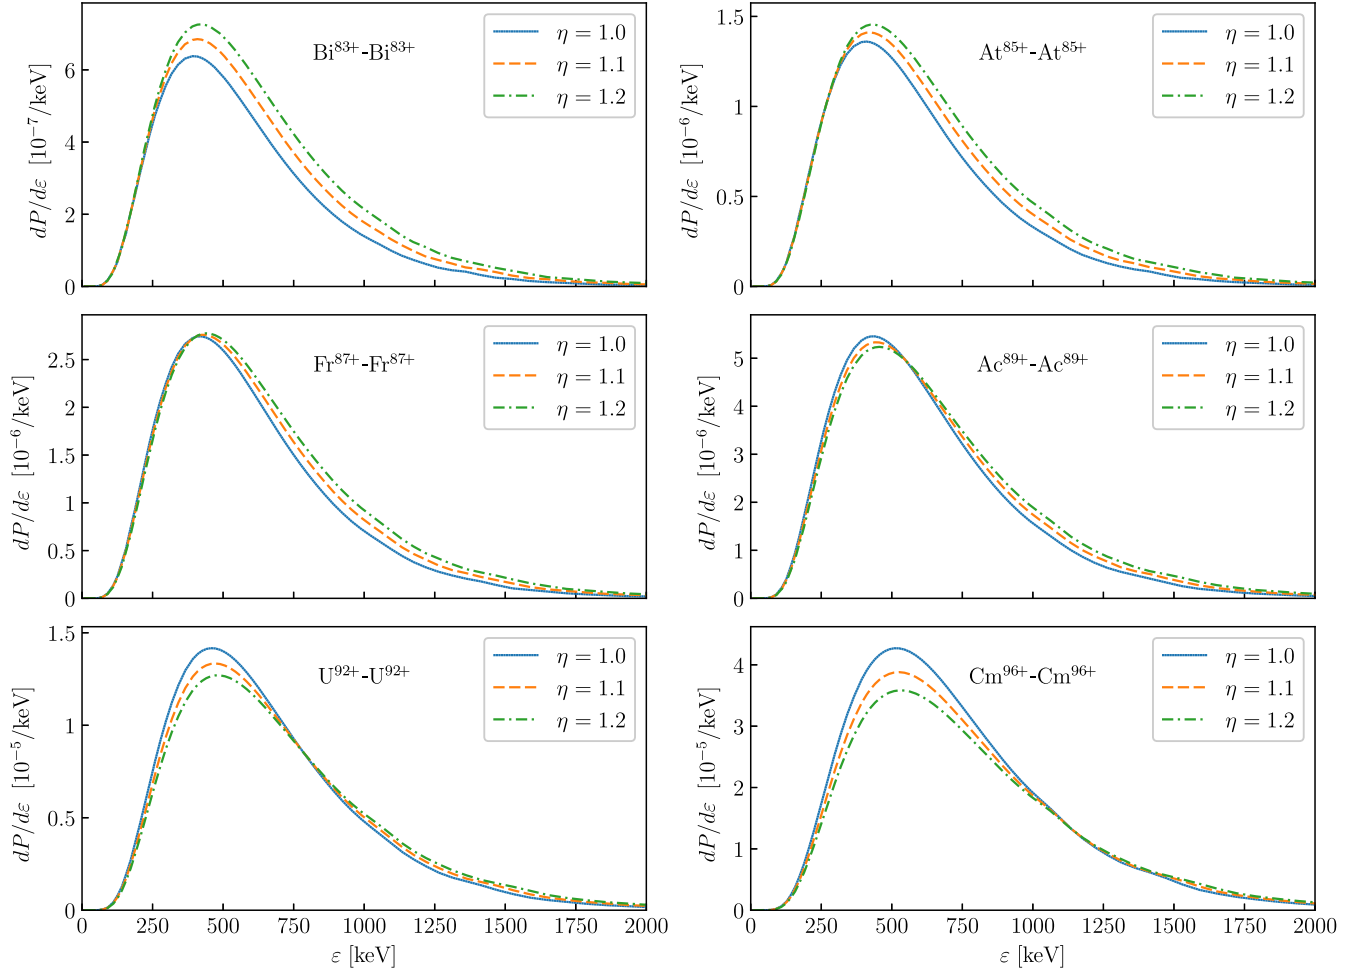 dP/dε [10⁻⁷/keV]
6
4
2
0
Bi⁸³⁺-Bi⁸³⁺
η = 1.0
η = 1.1
η = 1.2
dP/dε [10⁻⁶/keV]
1.5
1
0.5
0
At⁸⁵⁺-At⁸⁵⁺
η = 1.0
η = 1.1
η = 1.2
dP/dε [10⁻⁶/keV]
2.5
2
1.5
1
0.5
0
Fr⁸⁷⁺-Fr⁸⁷⁺
η = 1.0
η = 1.1
η = 1.2
dP/dε [10⁻⁶/keV]
5
4
3
2
1
0
Ac⁸⁹⁺-Ac⁸⁹⁺
η = 1.0
η = 1.1
η = 1.2
dP/dε [10⁻⁵/keV]
1.5
1
0.5
0
U⁹²⁺-U⁹²⁺
η = 1.0
η = 1.1
η = 1.2
0 250 500 750 1000 1250 1500 1750 2000
ε [keV]
dP/dε [10⁻⁵/keV]
4
3
2
1
0
Cm⁹⁶⁺-Cm⁹⁶⁺
η = 1.0
η = 1.1
η = 1.2
0 250 500 750 1000 1250 1500 1750 2000
ε [keV]